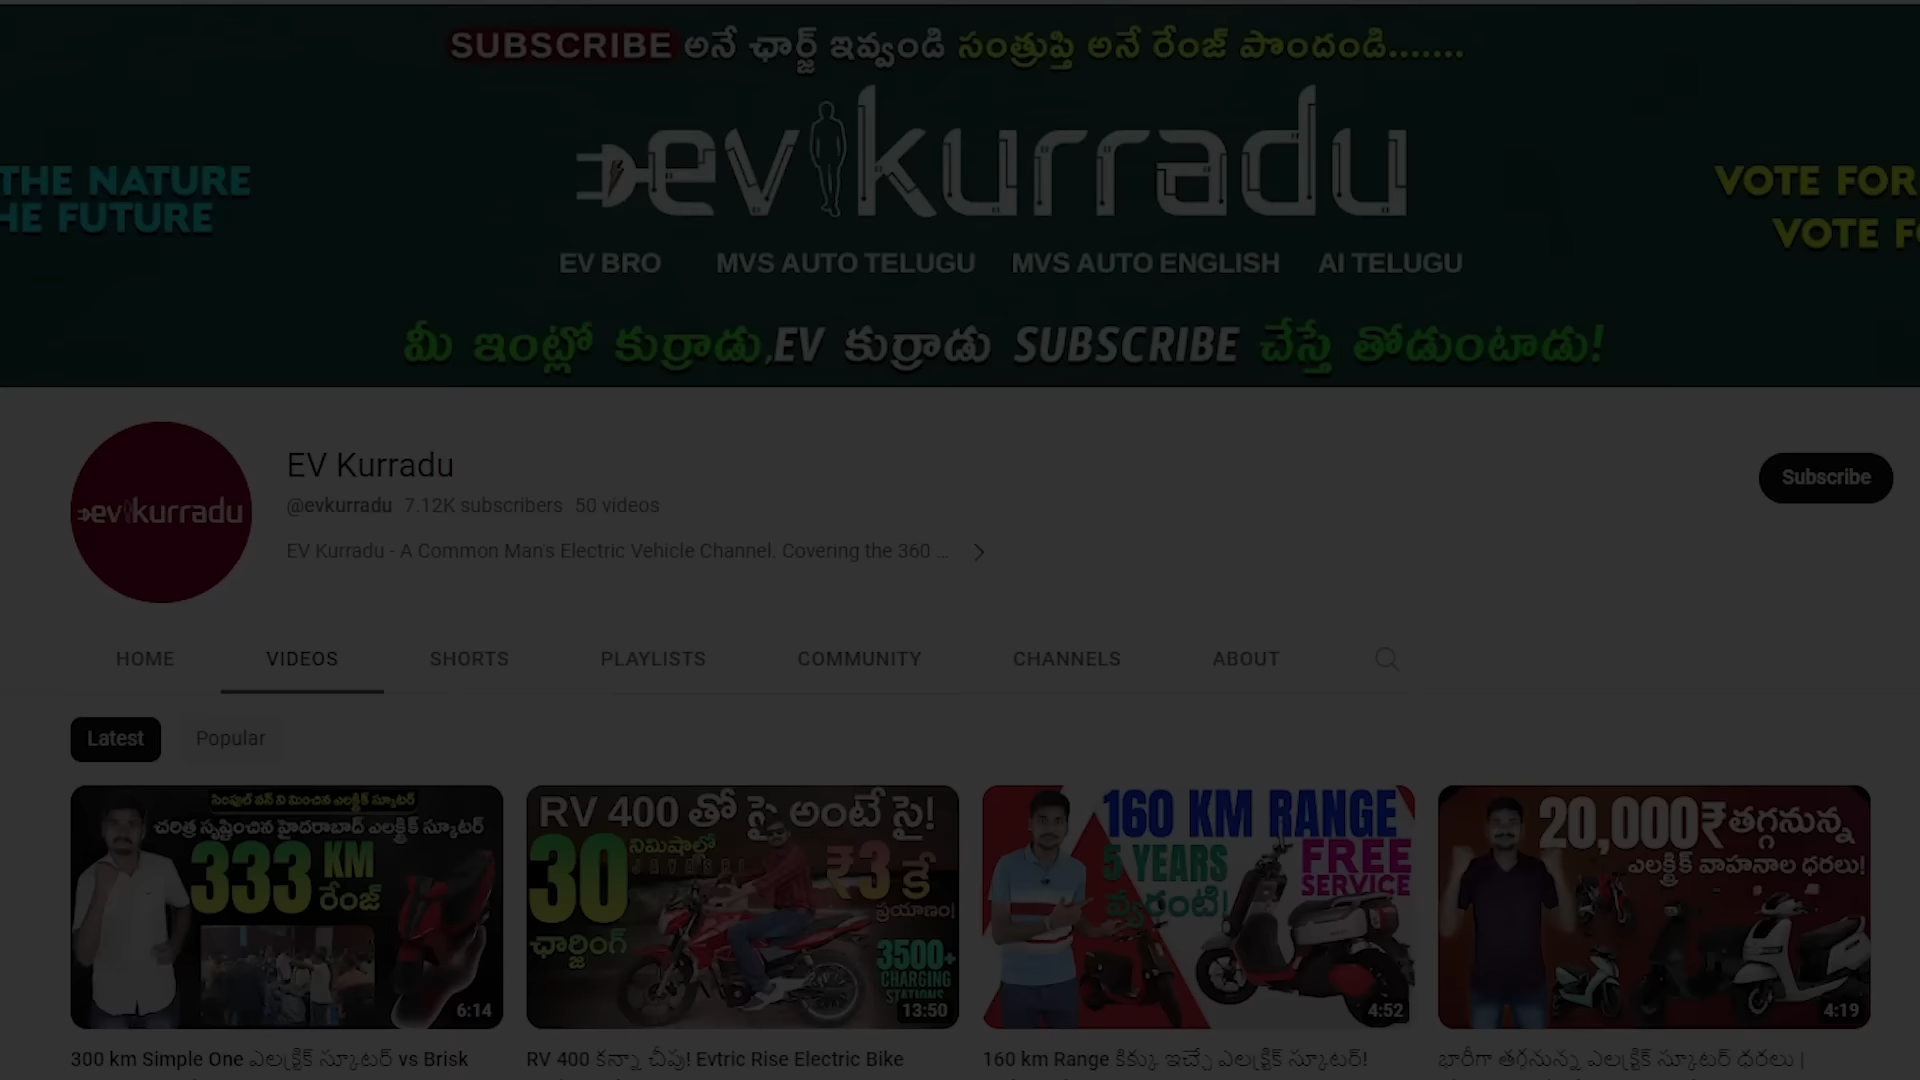 SUBSCRIBE అనే ఛార్జ్ ఇవ్వండి సంత్రుప్తి అనే రేంజ్ పొందండి.......
evkurradu
THE NATURE
HE FUTURE
VOTE FOR
VOTE FO
EV BRO MVS AUTO TELUGU MVS AUTO ENGLISH AI TELUGU
మీ ఇంట్లో కుర్రాడు,EV కుర్రాడు SUBSCRIBE చేస్తే తోడుంటాడు!
evkurradu
EV Kurradu
@evkurradu 7.12K subscribers 50 videos
EV Kurradu - A Common Man's Electric Vehicle Channel. Covering the 360 ...
Subscribe
HOME VIDEOS SHORTS PLAYLISTS COMMUNITY CHANNELS ABOUT
Latest Popular
సింపుల్ వన్ ని మించిన ఎలక్ట్రిక్ స్కూటర్
చరిత్ర సృష్టించిన హైదరాబాద్ ఎలక్ట్రిక్ స్కూటర్
333 KM
రేంజ్
6:14
RV 400 తో సై అంటే సై!
30 నిమిషాల్లో
ఛార్జింగ్
₹3 కే
ప్రయాణం!
3500+
CHARGING
STATIONS
13:50
160 KM RANGE
5 YEARS
వ్యరంటి!
FREE
SERVICE
4:52
20,000₹తగ్గనున్న
ఎలక్ట్రిక్ వాహనాల ధరలు!
4:19
300 km Simple One ఎలక్ట్రిక్ స్కూటర్ vs Brisk
RV 400 కన్నా చీపు! Evtric Rise Electric Bike
160 km Range కిక్కు ఇచ్చే ఎలక్ట్రిక్ స్కూటర్!
భారీగా తగ్గనున్న ఎలక్ట్రిక్ స్కూటర్ ధరలు |